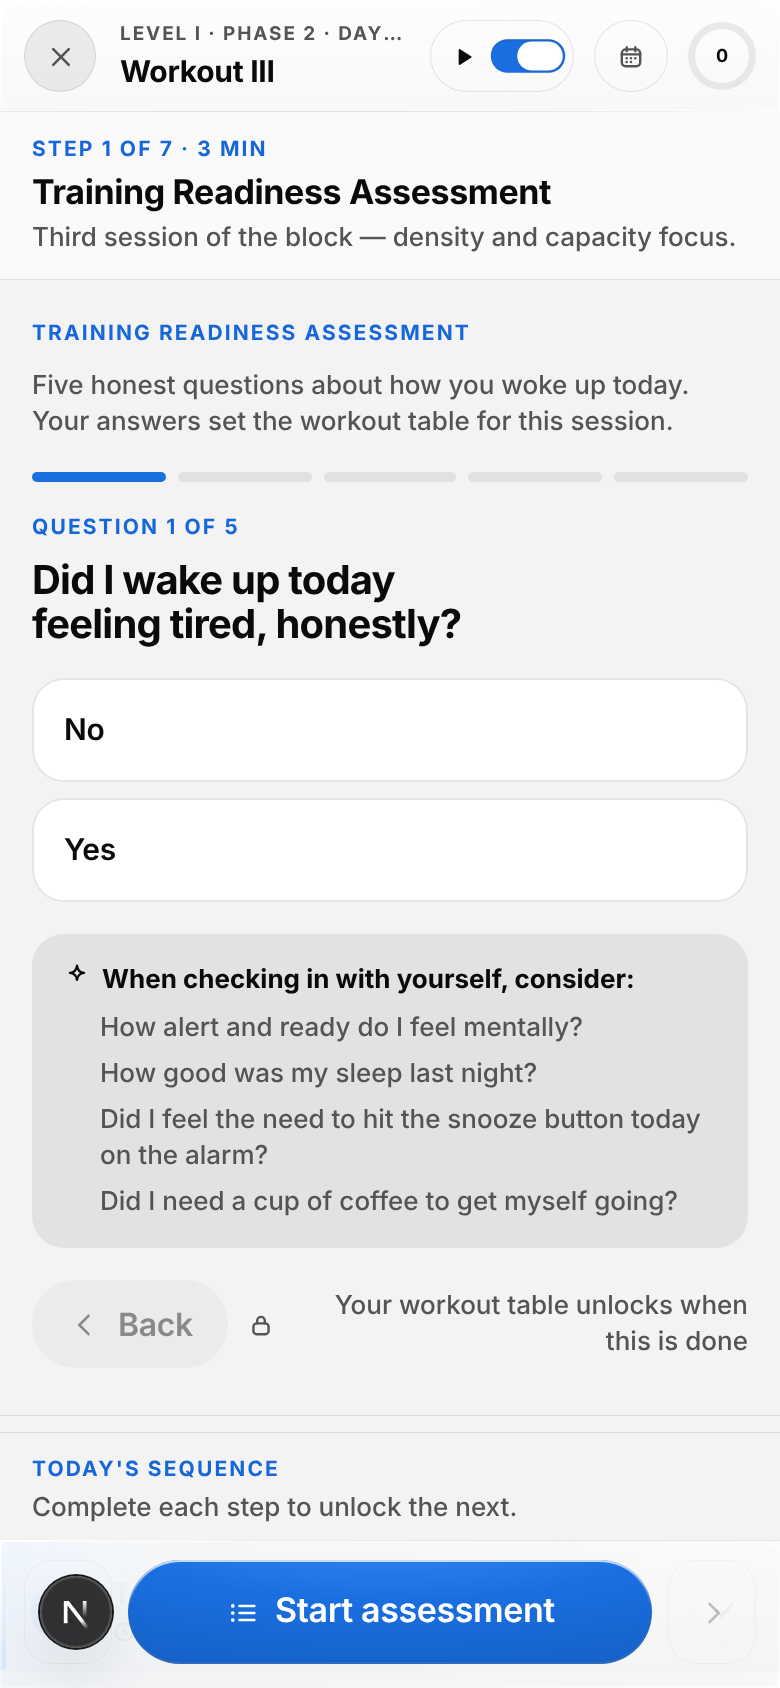 LEVEL I · PHASE 2 · DAY...
Workout III
0
STEP 1 OF 7 · 3 MIN
Training Readiness Assessment
Third session of the block — density and capacity focus.
TRAINING READINESS ASSESSMENT
Five honest questions about how you woke up today.
Your answers set the workout table for this session.
QUESTION 1 OF 5
Did I wake up today
feeling tired, honestly?
No
Yes
When checking in with yourself, consider:
How alert and ready do I feel mentally?
How good was my sleep last night?
Did I feel the need to hit the snooze button today
on the alarm?
Did I need a cup of coffee to get myself going?
Back
Your workout table unlocks when
this is done
TODAY'S SEQUENCE
Complete each step to unlock the next.
N
Start assessment